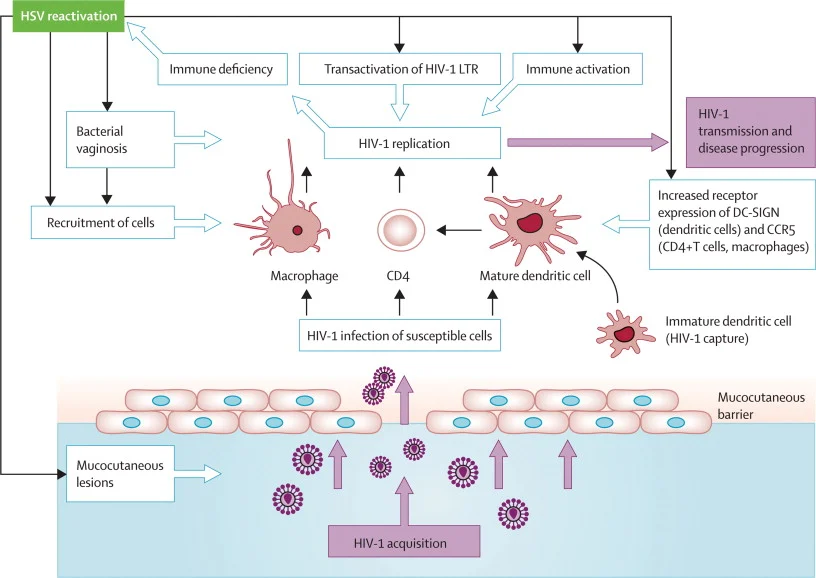 HSV reactivation
Immune deficiency
Transactivation of HIV-1 LTR
Immune activation
Bacterial
vaginosis
HIV-1 replication
HIV-1
transmission and
disease progression
Recruitment of cells
Increased receptor
expression of DC-SIGN
(dendritic cells) and CCR5
(CD4+T cells, macrophages)
Macrophage
CD4
Mature dendritic cell
HIV-1 infection of susceptible cells
Immature dendritic cell
(HIV-1 capture)
Mucocutaneous
barrier
Mucocutaneous
lesions
HIV-1 acquisition